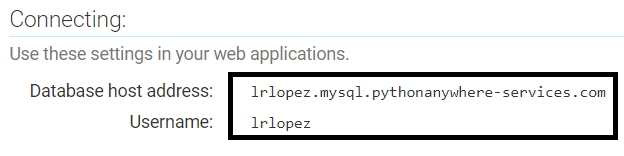 Connecting:
Use these settings in your web applications.
Database host address: lrlopez.mysql.pythonanywhere-services.com
Username: lrlopez